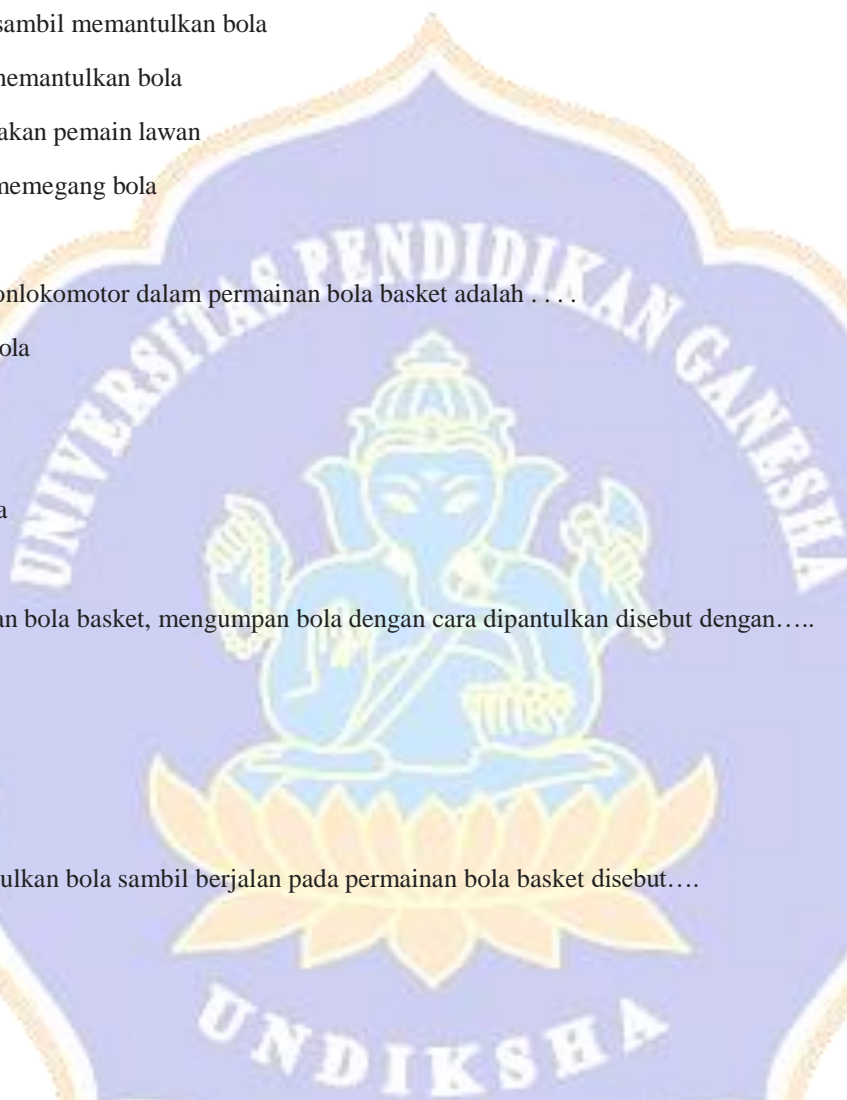 sambil memantulkan bola
memantulkan bola
akan pemain lawan
memegang bola
UNIVERSITAS PENDIDIKAN GANESHA
onlokomotor dalam permainan bola basket adalah . . . .
ola
a
an bola basket, mengumpan bola dengan cara dipantulkan disebut dengan…..
ulkan bola sambil berjalan pada permainan bola basket disebut….
UNDIKSHA